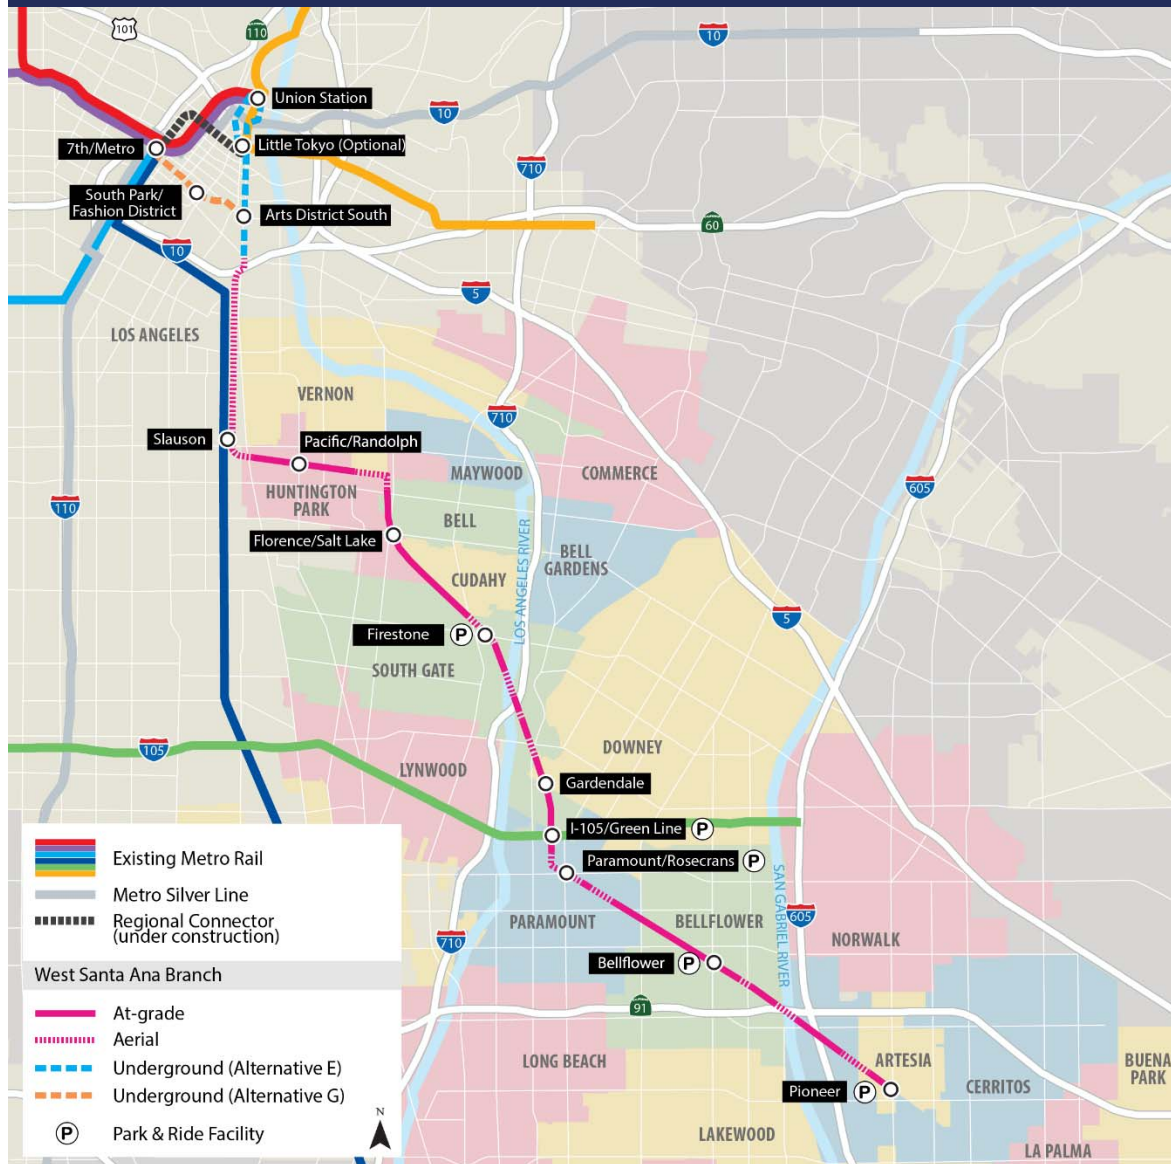 101
110
10
Union Station
10
7th/Metro
Little Tokyo (Optional)
710
South Park/
Fashion District
Arts District South
60
10
5
LOS ANGELES
VERNON
710
Slauson
Pacific/Randolph
MAYWOOD
COMMERCE
605
HUNTINGTON
PARK
110
BELL
Florence/Salt Lake
BELL
GARDENS
LOS ANGELES RIVER
CUDAHY
5
Firestone
P
SOUTH GATE
105
DOWNEY
LYNWOOD
Gardendale
I-105/Green Line
P
Paramount/Rosecrans
P
SAN GABRIEL RIVER
PARAMOUNT
BELLFLOWER
605
NORWALK
710
Bellflower
P
91
LONG BEACH
ARTESIA
BUENA
PARK
CERRITOS
Pioneer
P
LAKEWOOD
LA PALMA
Existing Metro Rail
Metro Silver Line
Regional Connector
(under construction)
West Santa Ana Branch
At-grade
Aerial
Underground (Alternative E)
Underground (Alternative G)
P
Park & Ride Facility
N